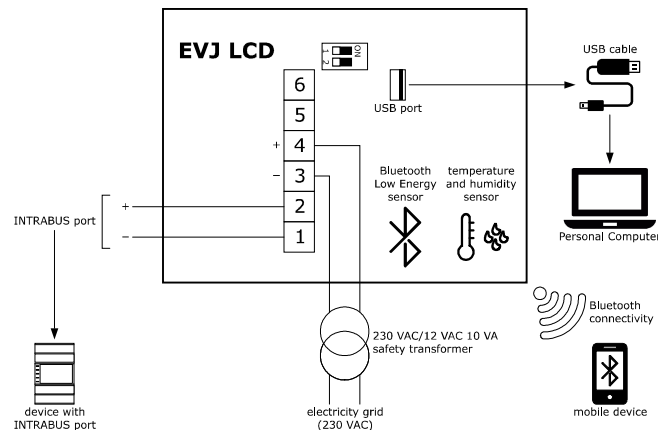 EVJ LCD
ON
1 2
6
5
+ 4
− 3
+ 2
− 1
USB port
USB cable
Personal Computer
Bluetooth
Low Energy
sensor
temperature
and humidity
sensor
INTRABUS port
230 VAC/12 VAC 10 VA
safety transformer
Bluetooth
connectivity
device with
INTRABUS port
electricity grid
(230 VAC)
mobile device